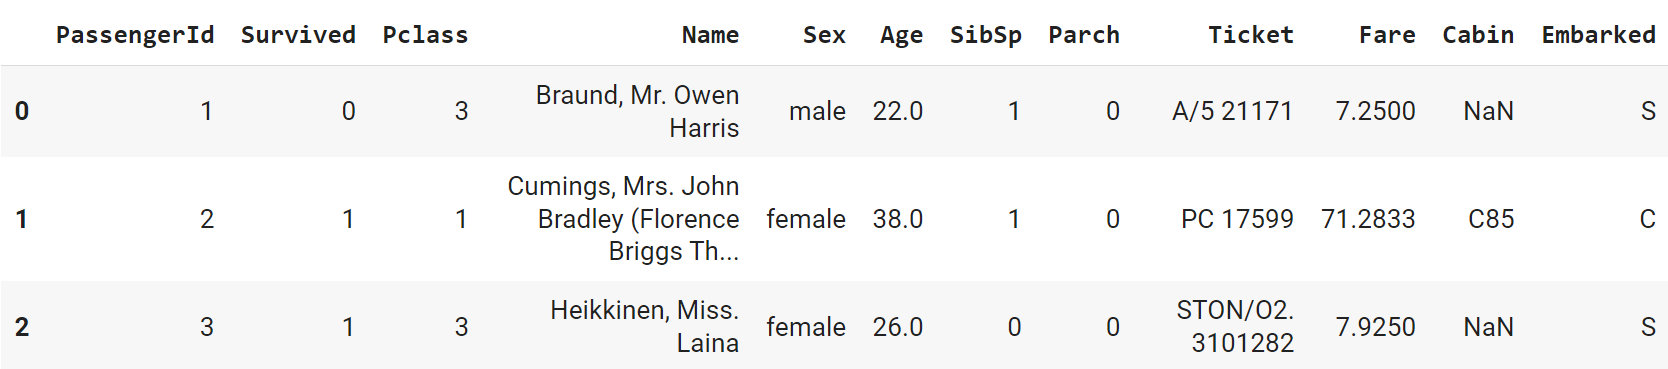 PassengerId Survived Pclass Name Sex Age SibSp Parch Ticket Fare Cabin Embarked
0 1 0 3 Braund, Mr. Owen Harris male 22.0 1 0 A/5 21171 7.2500 NaN S
1 2 1 1 Cumings, Mrs. John Bradley (Florence Briggs Th... female 38.0 1 0 PC 17599 71.2833 C85 C
2 3 1 3 Heikkinen, Miss. Laina female 26.0 0 0 STON/O2. 3101282 7.9250 NaN S